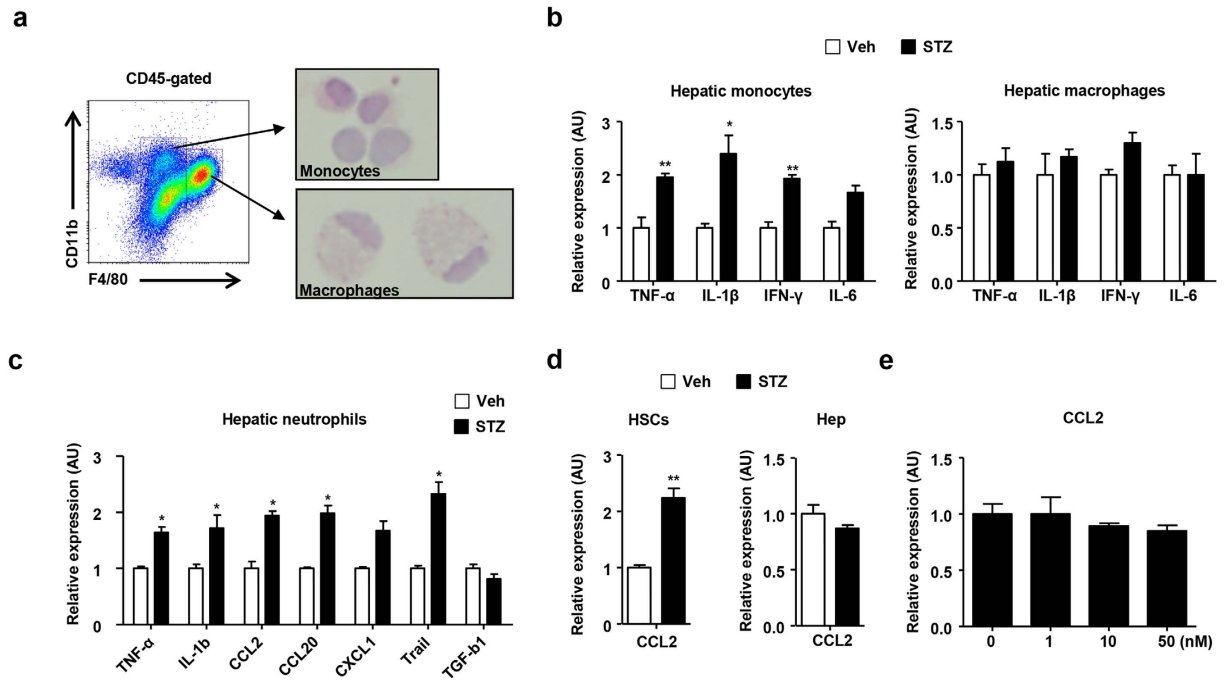 a
CD45-gated
CD11b
F4/80
Monocytes
Macrophages
b
Veh STZ
Hepatic monocytes
Relative expression (AU)
3
2
1
0
** * **
TNF-α IL-1β IFN-γ IL-6
Hepatic macrophages
Relative expression (AU)
1.5
1.0
0.5
0.0
TNF-α IL-1β IFN-γ IL-6
c
Hepatic neutrophils
Veh
STZ
Relative expression (AU)
3
2
1
0
* * * * *
TNF-α IL-1b CCL2 CCL20 CXCL1 Trail TGF-b1
d
Veh STZ
HSCs
Relative expression (AU)
3
2
1
0
**
CCL2
Hep
Relative expression (AU)
1.5
1.0
0.5
0.0
CCL2
e
CCL2
Relative expression (AU)
1.5
1.0
0.5
0.0
0 1 10 50 (nM)